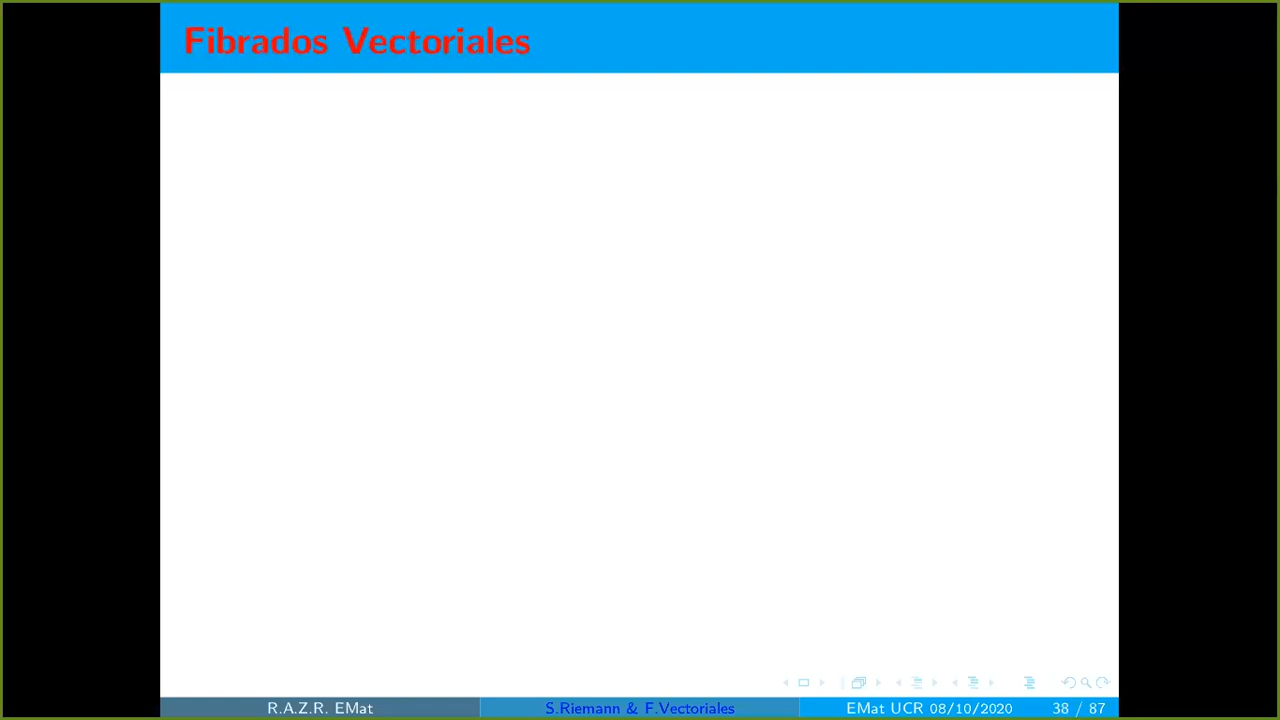 Fibrados Vectoriales
R.A.Z.R. EMat
S.Riemann & F.Vectoriales
EMat UCR 08/10/2020
38 / 87